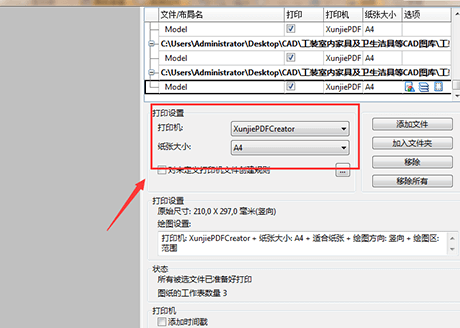 文件/布局名 打印 打印机 纸张大小 选项
Model XunjiePDF A4
C:\Users\Administrator\Desktop\CAD\工装室内家具及卫生洁具等CAD图库\工
Model XunjiePDF A4
C:\Users\Administrator\Desktop\CAD\工装室内家具及卫生洁具等CAD图库\工
Model XunjiePDF A4
打印设置
打印机: XunjiePDFCreator
纸张大小: A4
对未定义打印机文件创建规则 ...
添加文件
加入文件夹
移除
移除所有
打印设置
原始尺寸: 210,0 X 297,0 毫米(竖向)
绘图设置:
打印机: XunjiePDFCreator + 纸张大小: A4 + 适合纸张 + 绘图方向: 竖向 + 绘图区:
范围
状态
所有被选文件已准备好打印
图纸的工作表数量 3
打印机
添加时间戳